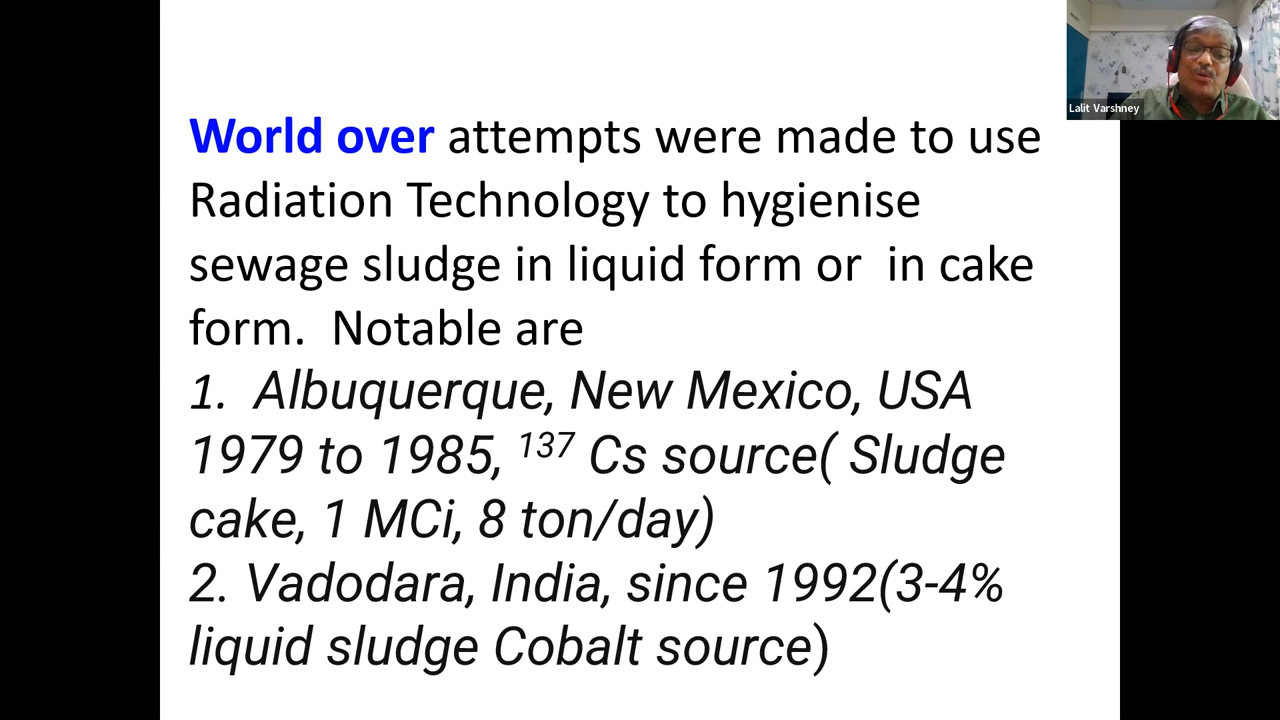 World over attempts were made to use
Radiation Technology to hygienise
sewage sludge in liquid form or  in cake
form.  Notable are
1.  Albuquerque, New Mexico, USA
1979 to 1985, ¹³⁷ Cs source( Sludge
cake, 1 MCi, 8 ton/day)
2. Vadodara, India, since 1992(3-4%
liquid sludge Cobalt source)
Lalit Varshney